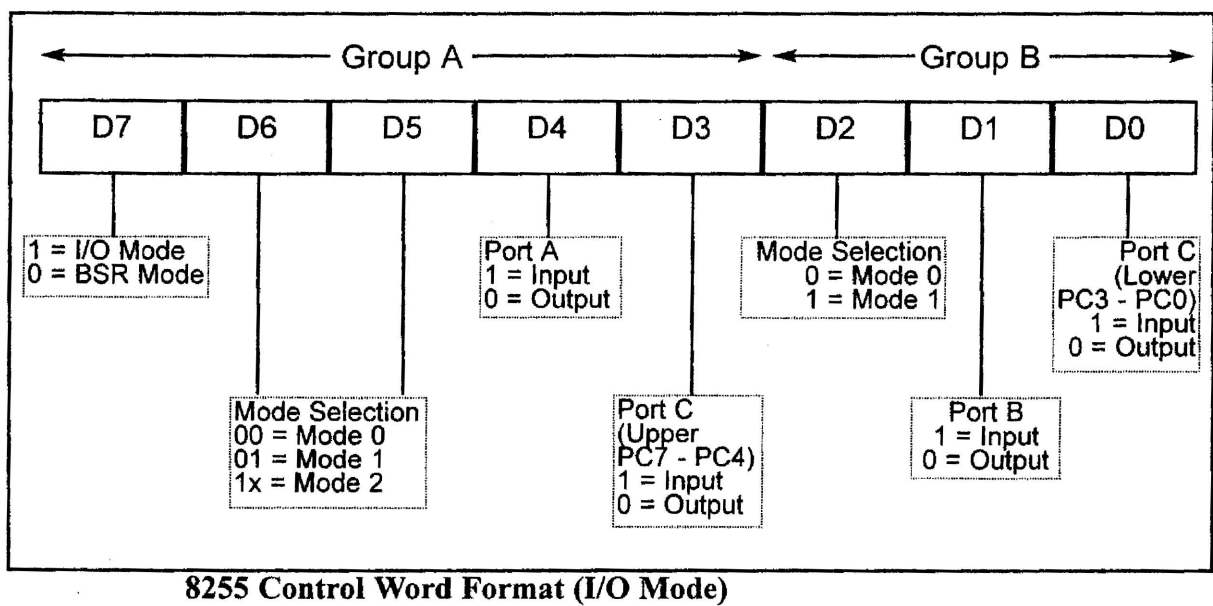 Group A
Group B
D7 D6 D5 D4 D3 D2 D1 D0
1 = I/O Mode
0 = BSR Mode
Port A
1 = Input
0 = Output
Mode Selection
0 = Mode 0
1 = Mode 1
Port C
(Lower
PC3 - PC0)
1 = Input
0 = Output
Mode Selection
00 = Mode 0
01 = Mode 1
1x = Mode 2
Port C
(Upper
PC7 - PC4)
1 = Input
0 = Output
Port B
1 = Input
0 = Output
8255 Control Word Format (I/O Mode)